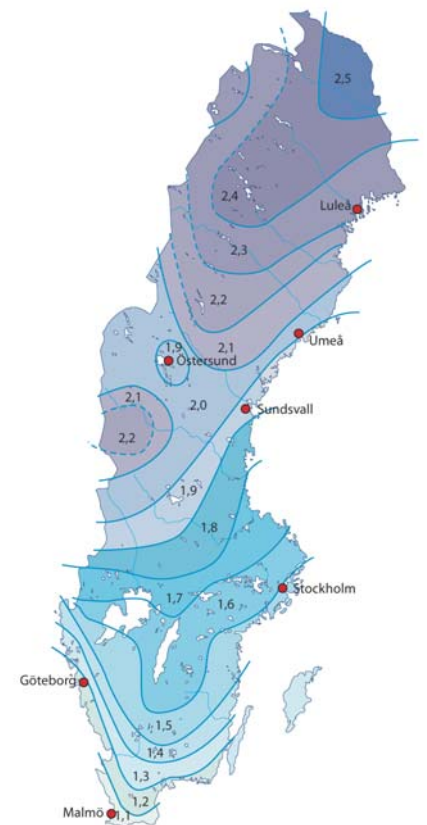 2,5
2,4
Luleå
2,3
2,2
2,1
Umeå
1,9
Östersund
2,1
2,0
Sundsvall
2,2
1,9
1,8
Stockholm
1,7
1,6
Göteborg
1,5
1,4
1,3
1,2
Malmö
1,1